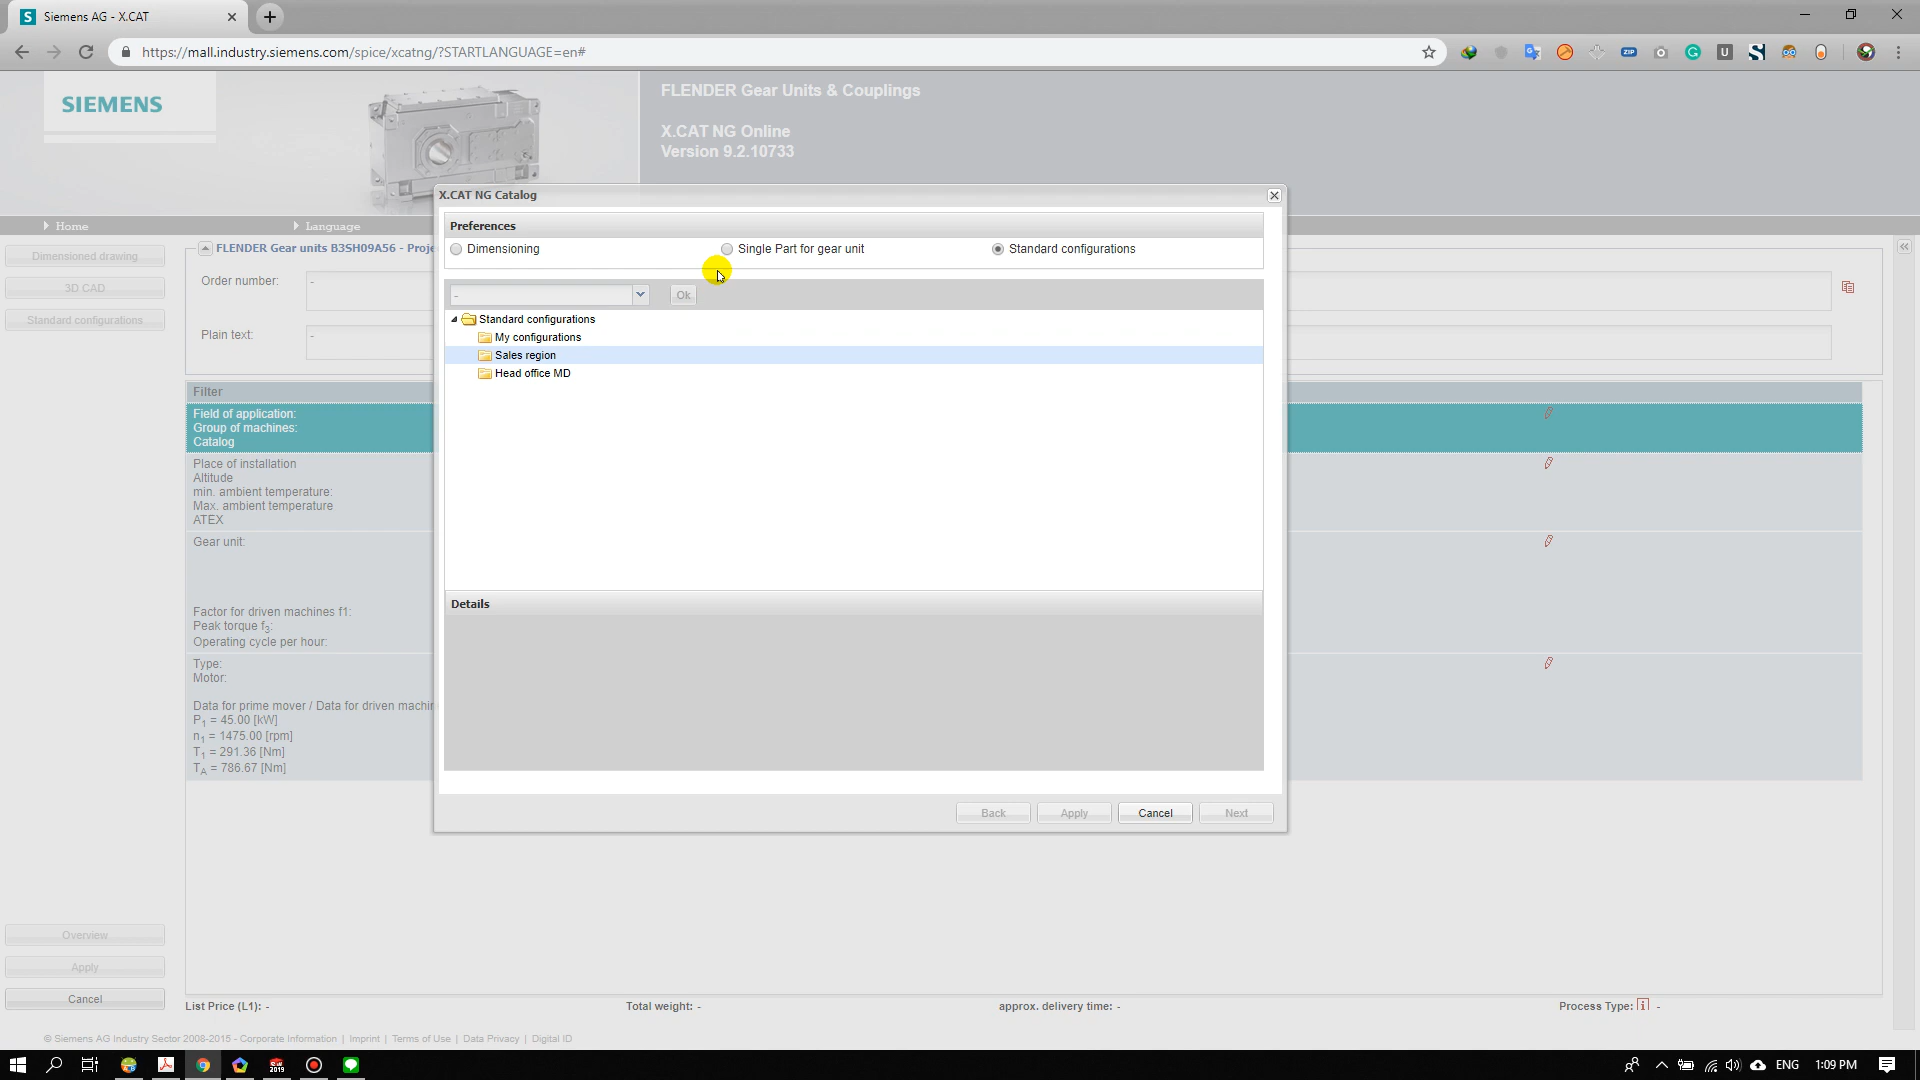 Siemens AG - X.CAT
https://mall.industry.siemens.com/spice/xcatng/?STARTLANGUAGE=en#
SIEMENS
FLENDER Gear Units & Couplings
X.CAT NG Online
Version 9.2.10733
Home
Language
X.CAT NG Catalog
Preferences
Dimensioning
Single Part for gear unit
Standard configurations
-
Ok
Standard configurations
My configurations
Sales region
Head office MD
Details
Back
Apply
Cancel
Next
Dimensioned drawing
3D CAD
Standard configurations
FLENDER Gear units B3SH09A56 - Proje
Order number:
-
Plain text:
-
Filter
Field of application:
Group of machines:
Catalog
Place of installation
Altitude
min. ambient temperature:
Max. ambient temperature
ATEX
Gear unit:
Factor for driven machines f1:
Peak torque f3:
Operating cycle per hour:
Type:
Motor:
Data for prime mover / Data for driven machin
P1 = 45.00 [kW]
n1 = 1475.00 [rpm]
T1 = 291.36 [Nm]
TA = 786.67 [Nm]
Overview
Apply
Cancel
List Price (L1): -
Total weight: -
approx. delivery time: -
Process Type: i -
© Siemens AG Industry Sector 2008-2015 - Corporate Information | Imprint | Terms of Use | Data Privacy | Digital ID
ENG
1:09 PM